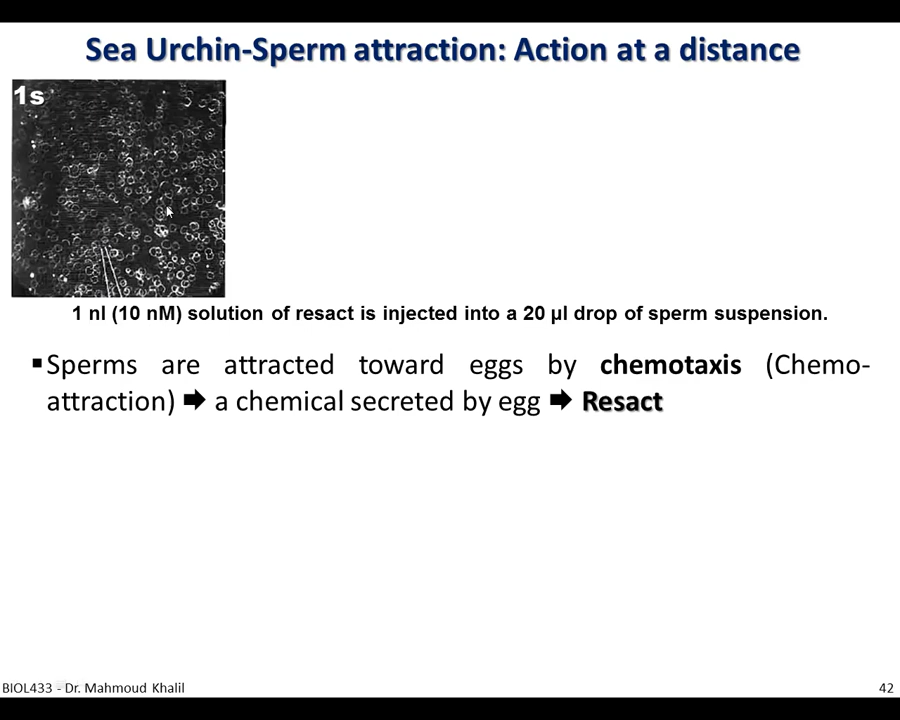 Sea Urchin-Sperm attraction: Action at a distance
1s
1 nl (10 nM) solution of resact is injected into a 20 µl drop of sperm suspension.
▪Sperms are attracted toward eggs by chemotaxis (Chemo-
attraction) 🡆 a chemical secreted by egg 🡆 Resact
BIOL433 - Dr. Mahmoud Khalil
42